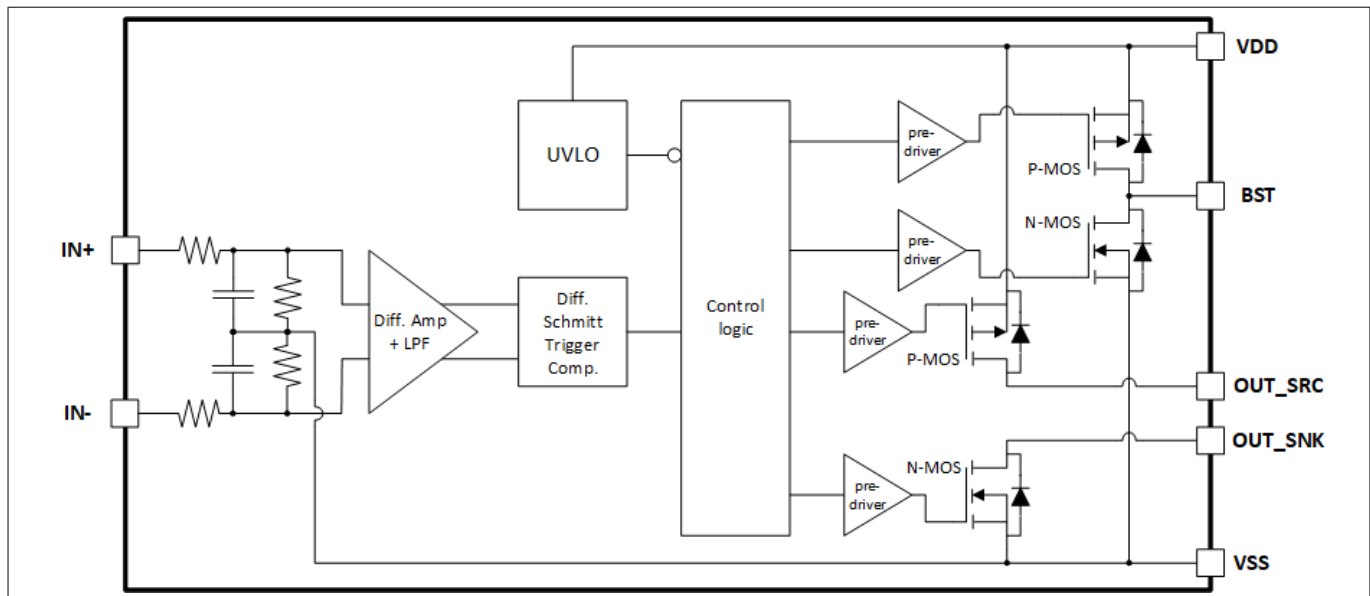 VDD
UVLO
pre-
driver
P-MOS
BST
N-MOS
pre-
driver
IN+
Diff. Amp
+ LPF
Diff.
Schmitt
Trigger
Comp.
Control
logic
pre-
driver
P-MOS
OUT_SRC
IN-
OUT_SNK
N-MOS
pre-
driver
VSS